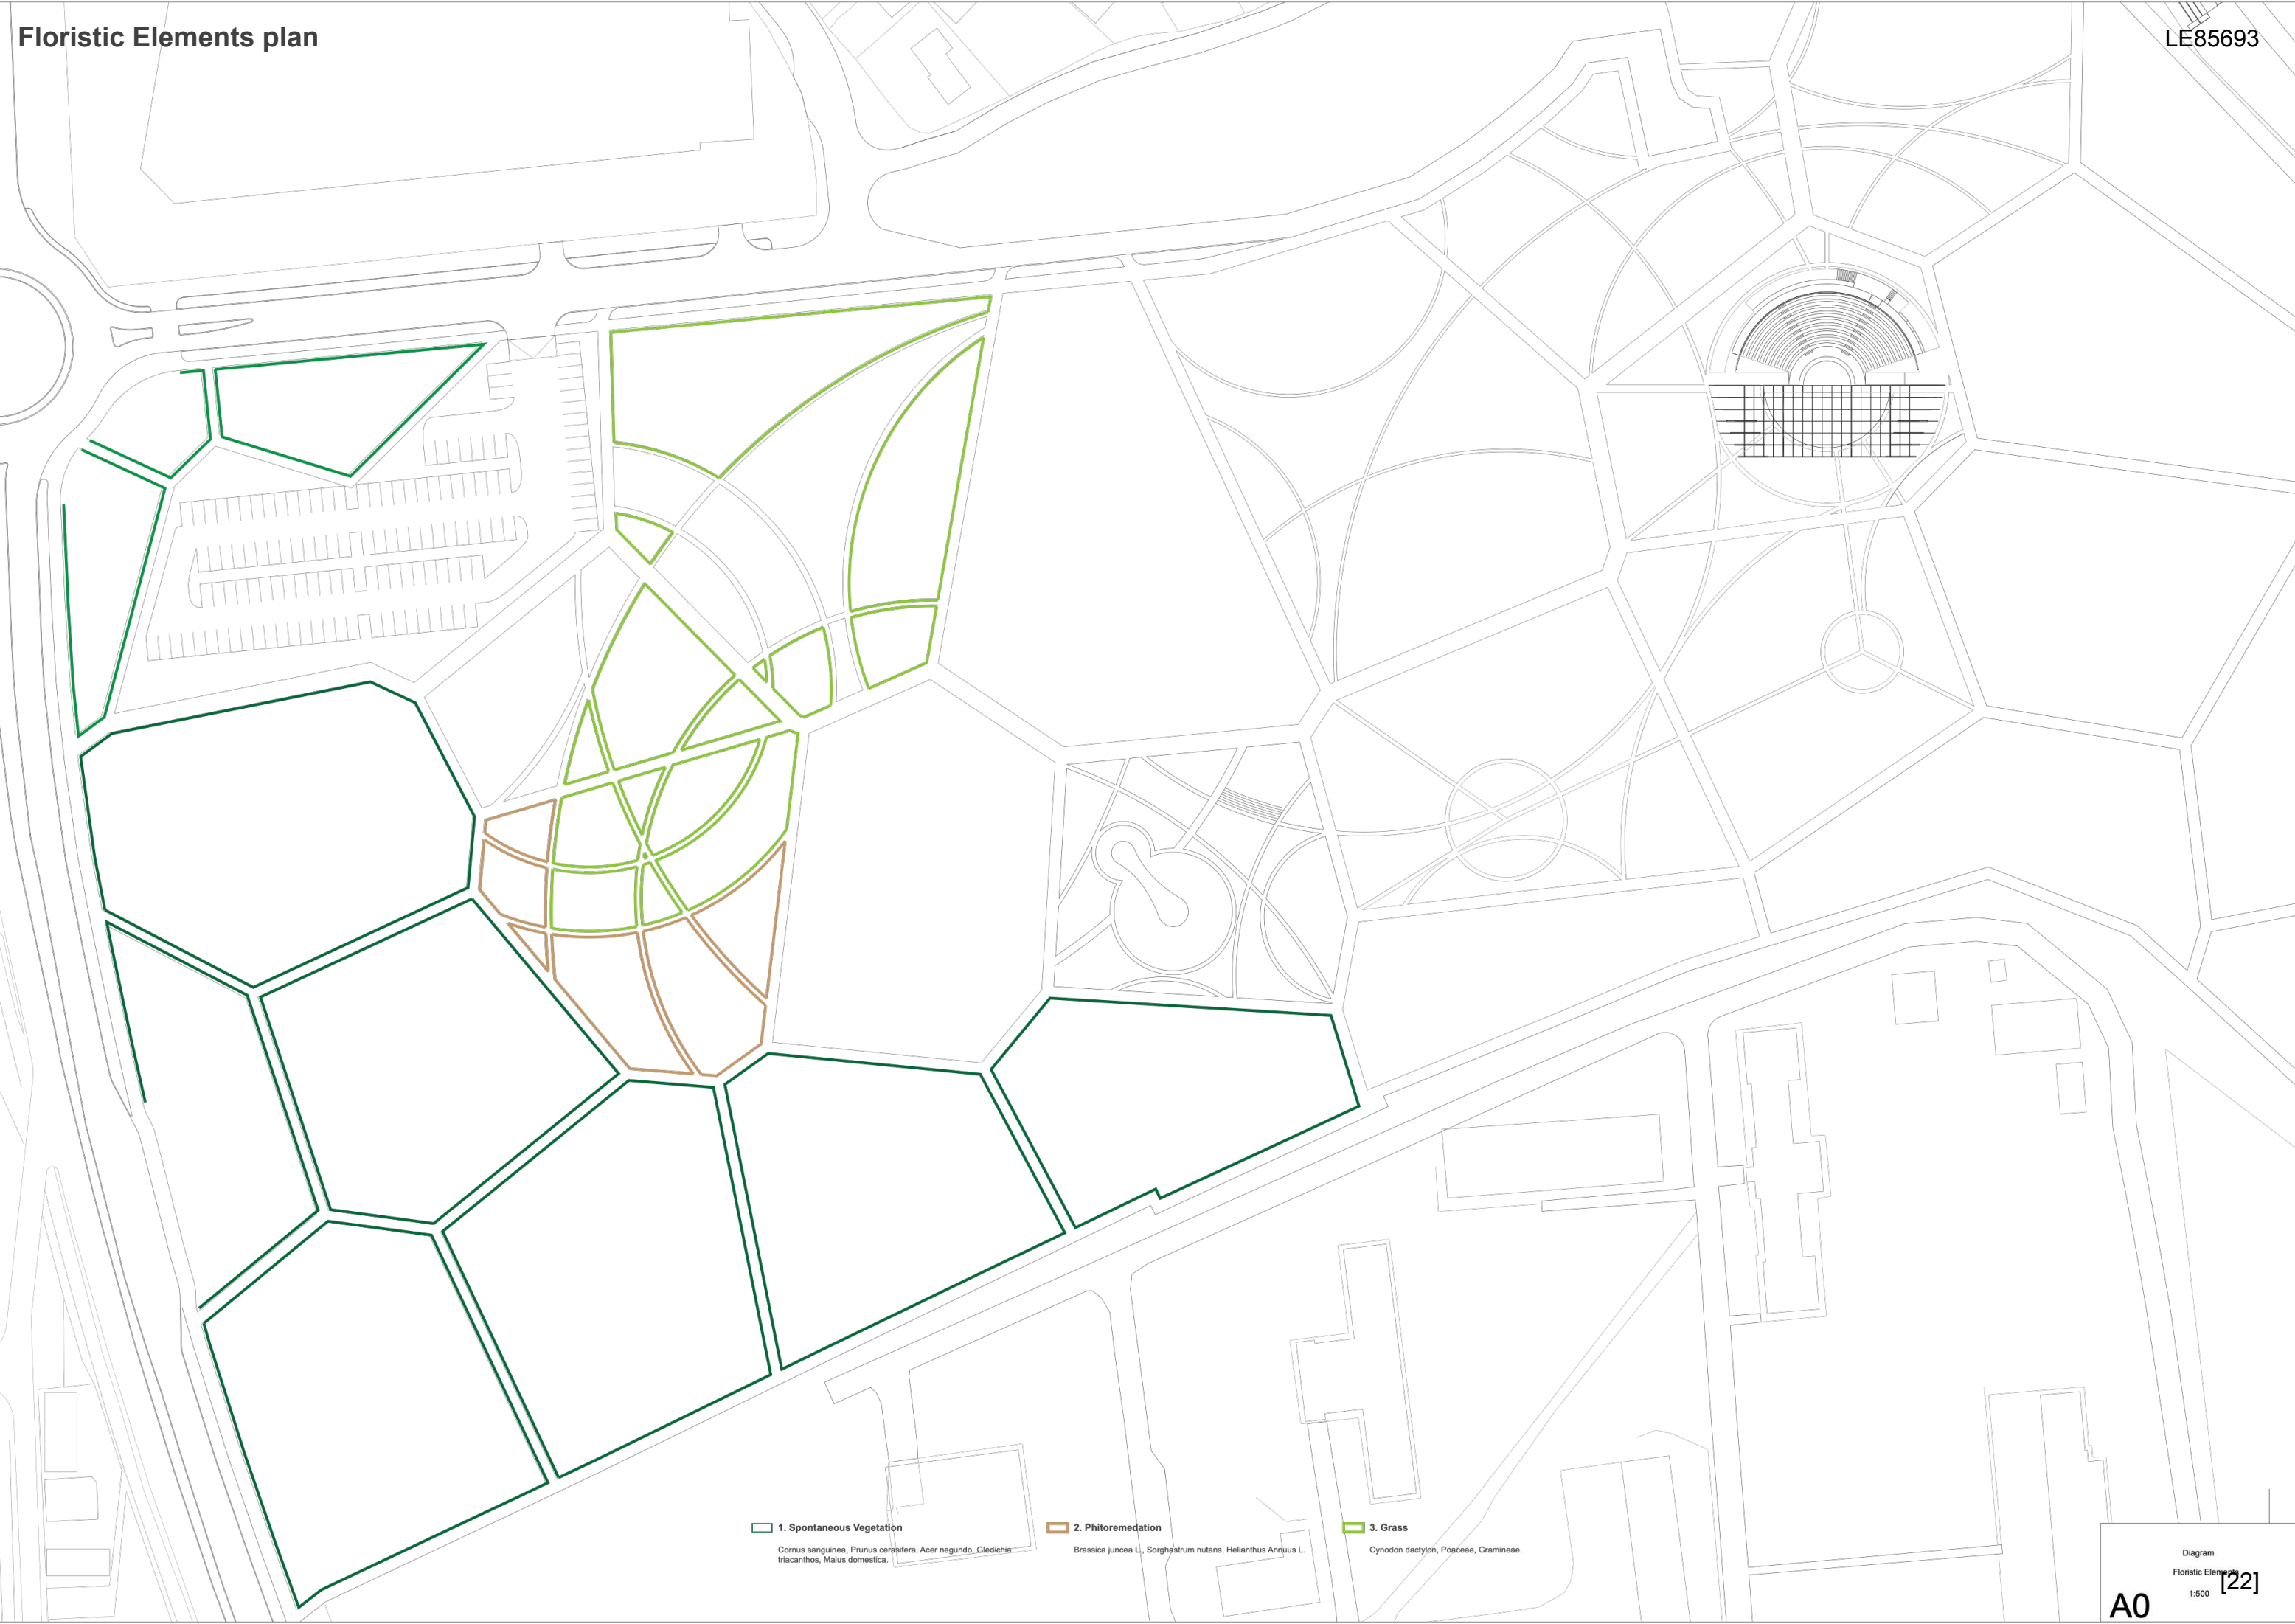 Floristic Elements plan
LE85693
1. Spontaneous Vegetation
Cornus sanguinea, Prunus cerasifera, Acer negundo, Gledichia
triacanthos, Malus domestica.
2. Phitoremedation
Brassica juncea L., Sorghastrum nutans, Helianthus Annuus L.
3. Grass
Cynodon dactylon, Poaceae, Gramineae.
Diagram
Floristic Elements
[22]
1:500
A0